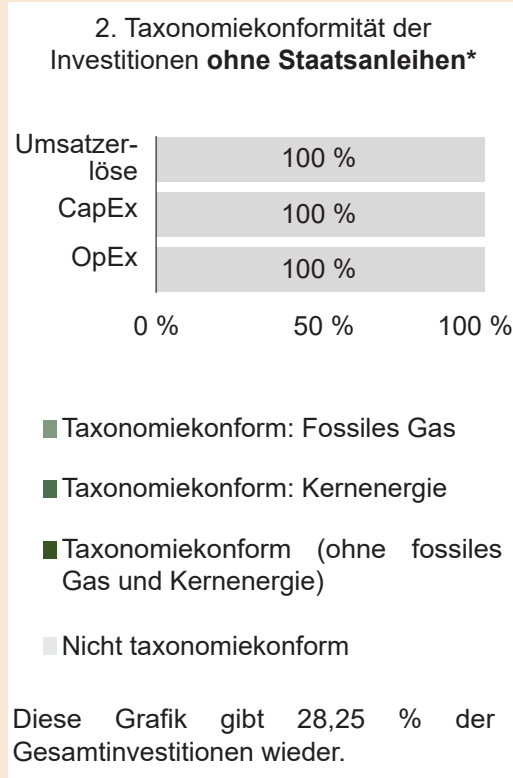 2. Taxonomiekonformität der
Investitionen ohne Staatsanleihen*
Umsatzer-
löse
100 %
CapEx
100 %
OpEx
100 %
0 % 50 % 100 %
Taxonomiekonform: Fossiles Gas
Taxonomiekonform: Kernenergie
Taxonomiekonform (ohne fossiles
Gas und Kernenergie)
Nicht taxonomiekonform
Diese Grafik gibt 28,25 % der
Gesamtinvestitionen wieder.